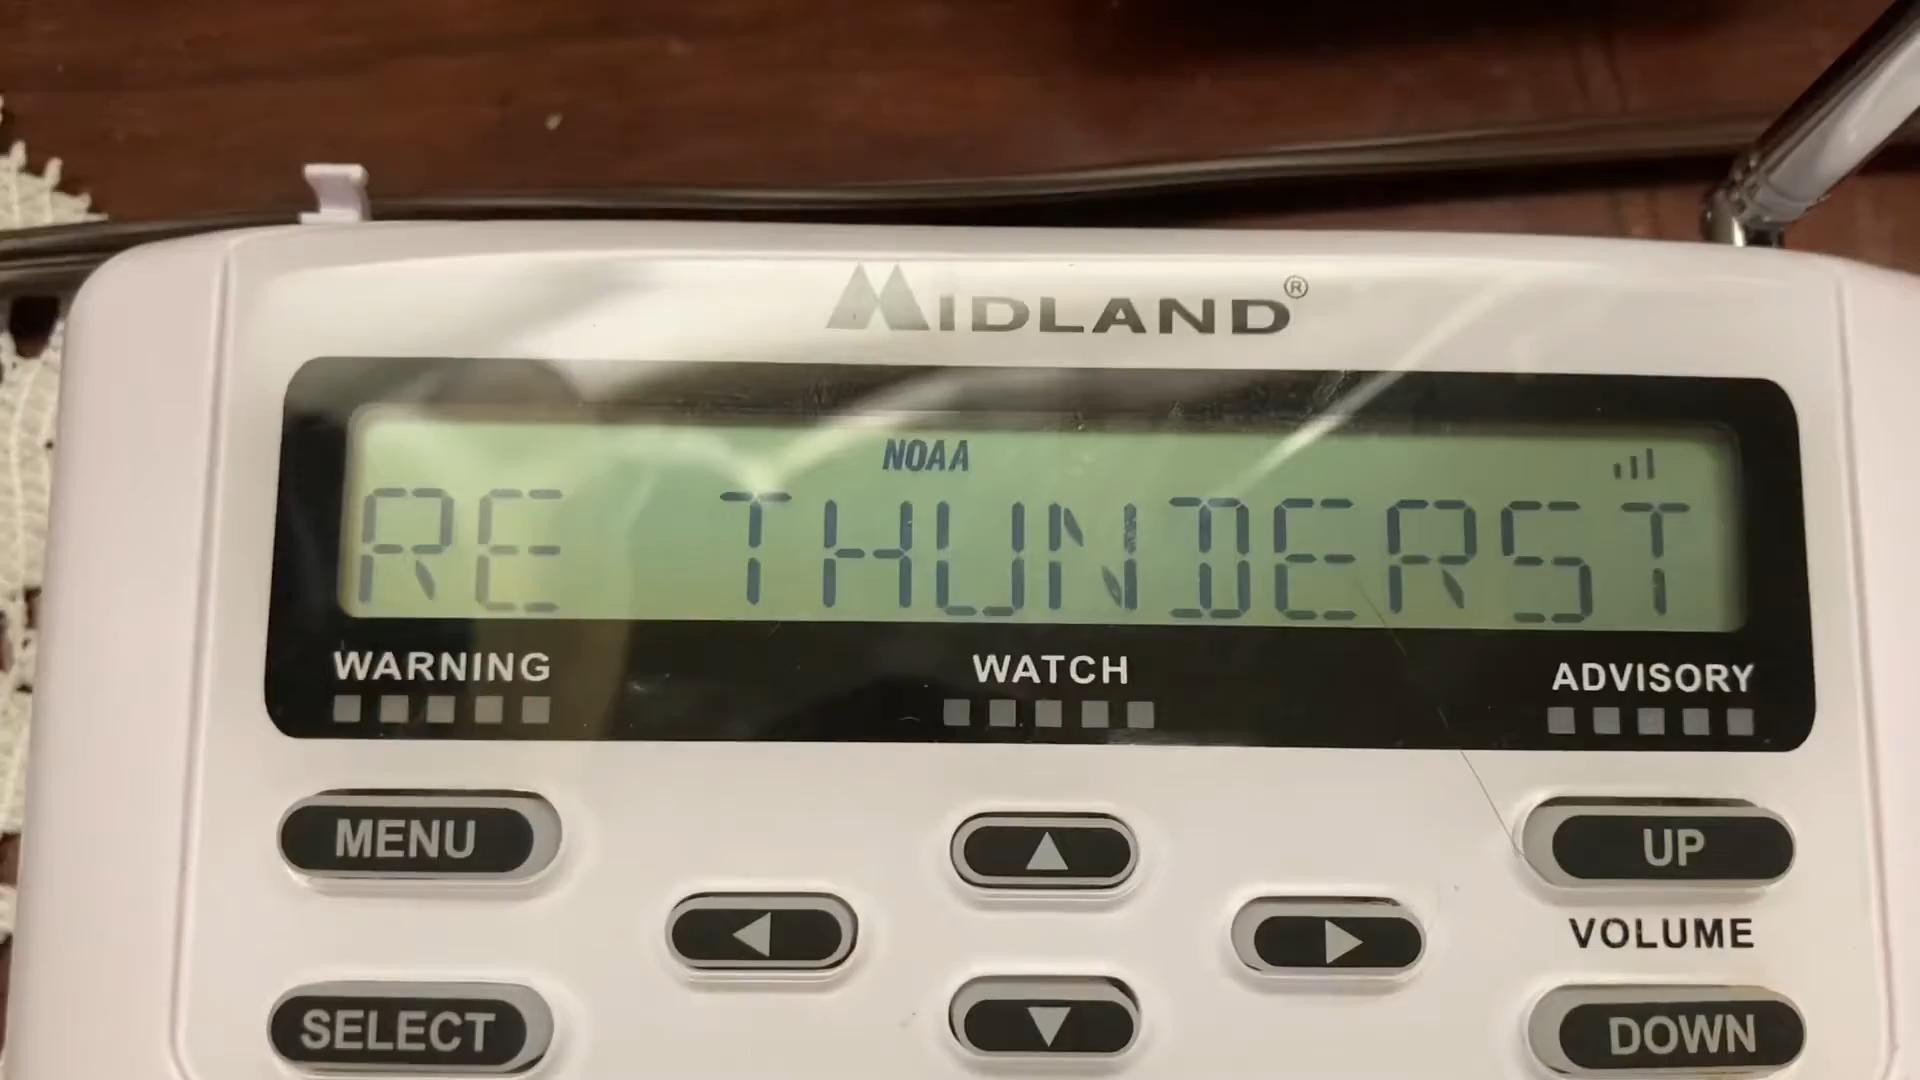 MIDLAND®
NOAA
RE THUNDERST
WARNING
WATCH
ADVISORY
MENU
UP
VOLUME
SELECT
DOWN